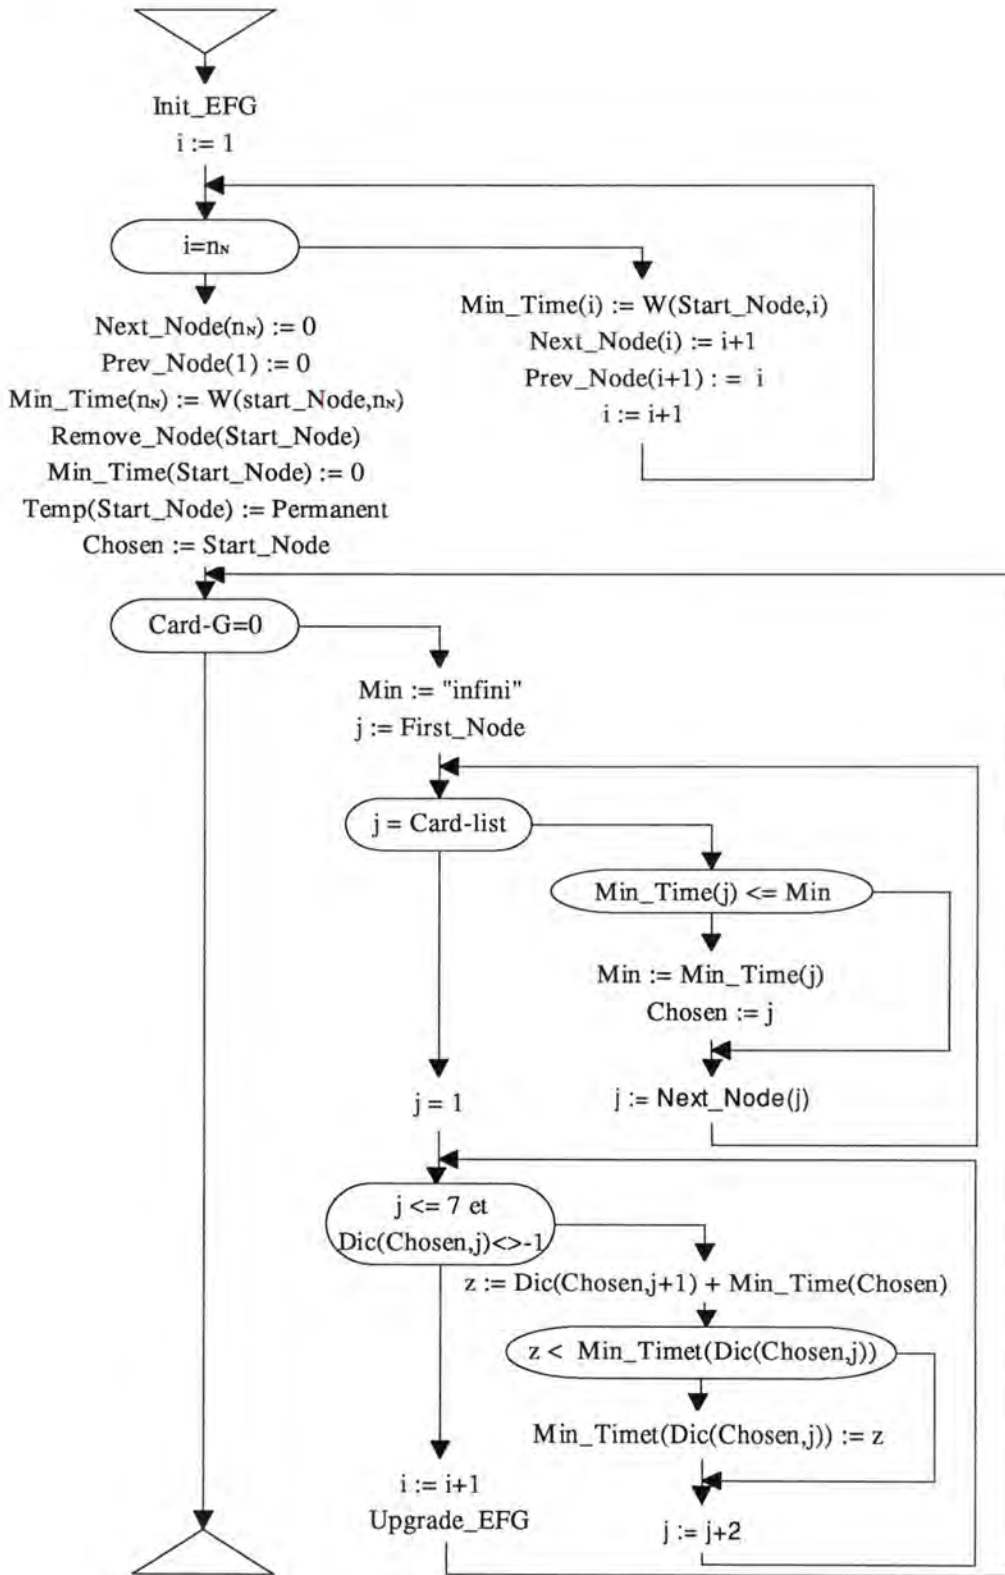 Init_EFG
i := 1
i=nN
Min_Time(i) := W(Start_Node,i)
Next_Node(i) := i+1
Prev_Node(i+1) : = i
i := i+1
Next_Node(nN) := 0
Prev_Node(1) := 0
Min_Time(nN) := W(start_Node,nN)
Remove_Node(Start_Node)
Min_Time(Start_Node) := 0
Temp(Start_Node) := Permanent
Chosen := Start_Node
Card-G=0
Min := "infini"
j := First_Node
j = Card-list
Min_Time(j) <= Min
Min := Min_Time(j)
Chosen := j
j := Next_Node(j)
j = 1
j <= 7 et
Dic(Chosen,j)<>-1
z := Dic(Chosen,j+1) + Min_Time(Chosen)
z < Min_Timet(Dic(Chosen,j))
Min_Timet(Dic(Chosen,j)) := z
j := j+2
i := i+1
Upgrade_EFG